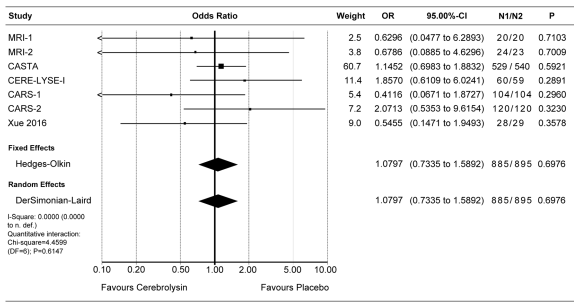 Study Odds Ratio Weight OR 95.00%-CI N1/N2 P
MRI-1 2.5 0.6296 (0.0477 to 6.2893) 20/20 0.7103
MRI-2 3.8 0.6786 (0.0885 to 4.6296) 24/23 0.7009
CASTA 60.7 1.1452 (0.6983 to 1.8832) 529/540 0.5921
CERE-LYSE-I 11.4 1.8570 (0.6109 to 6.0241) 60/59 0.2891
CARS-1 5.4 0.4116 (0.0671 to 1.8727) 104/104 0.2960
CARS-2 7.2 2.0713 (0.5353 to 9.6154) 120/120 0.3230
Xue 2016 9.0 0.5455 (0.1471 to 1.9493) 28/29 0.3578
Fixed Effects
Hedges-Olkin 1.0797 (0.7335 to 1.5892) 885/895 0.6976
Random Effects
DerSimonian-Laird 1.0797 (0.7335 to 1.5892) 885/895 0.6976
I-Square: 0.0000 (0.0000
to n. def.)
Quantitative interaction:
Chi-square=4.4599
(DF=6); P=0.6147
0.10 0.20 0.50 1.00 2.00 5.00 10.00
Favours Cerebrolysin Favours Placebo